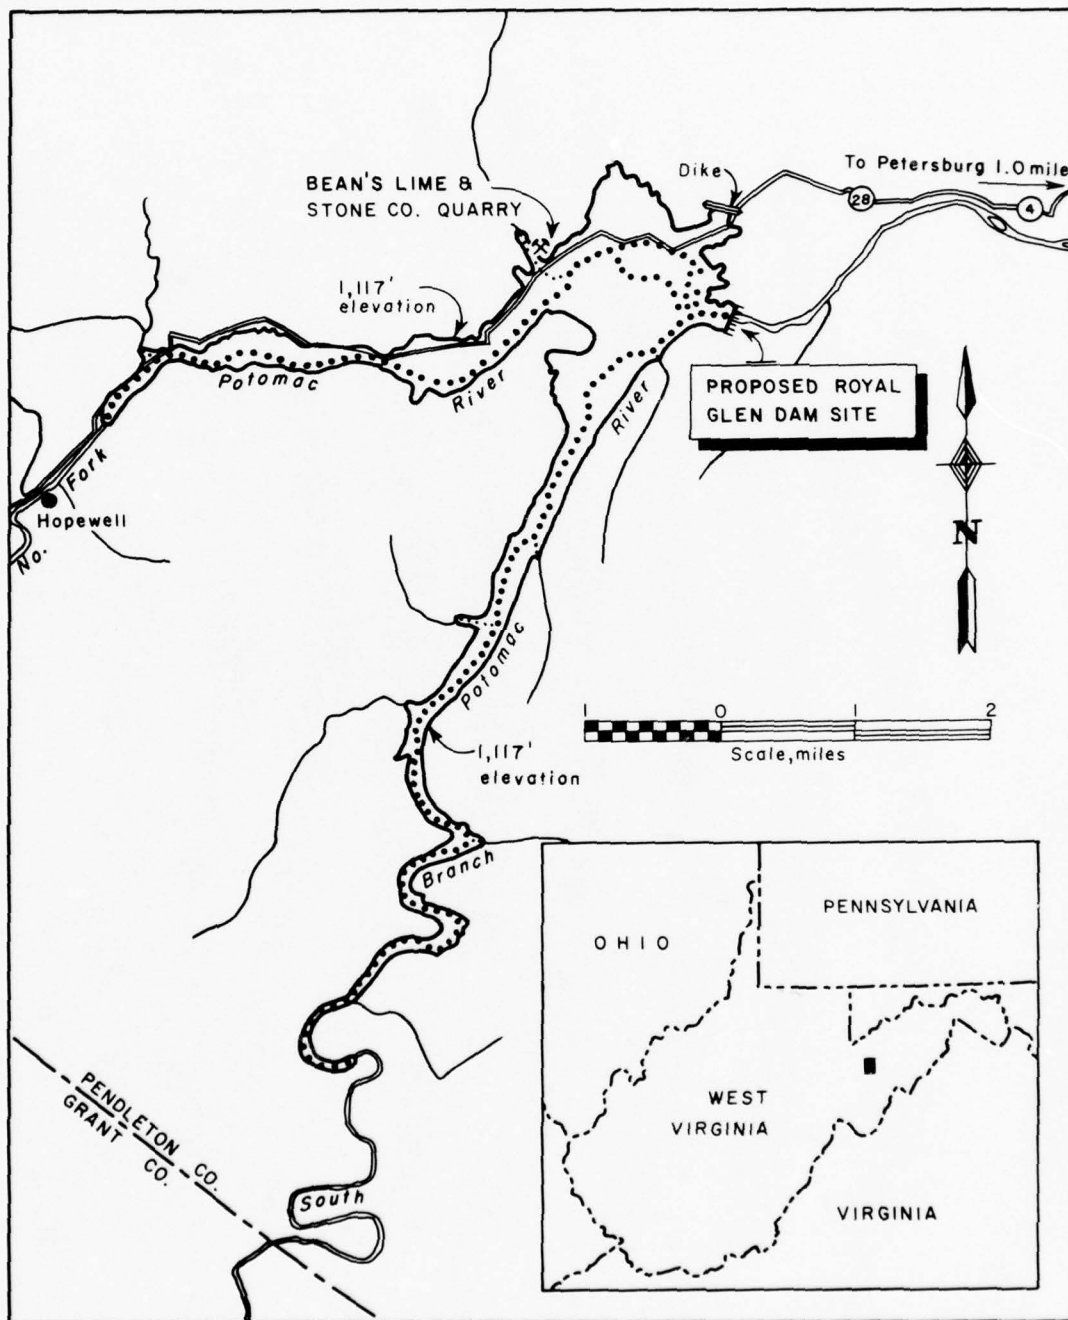 To Petersburg 1.0 mile
Dike
28
4
BEAN'S LIME &
STONE CO. QUARRY
1,117'
elevation
Potomac
River
River
PROPOSED ROYAL
GLEN DAM SITE
Fork
Hopewell
No.
N
Potomac
1 0 1 2
Scale, miles
1,117'
elevation
Branch
PENNSYLVANIA
OHIO
WEST
VIRGINIA
VIRGINIA
PENDLETON CO.
GRANT CO.
South